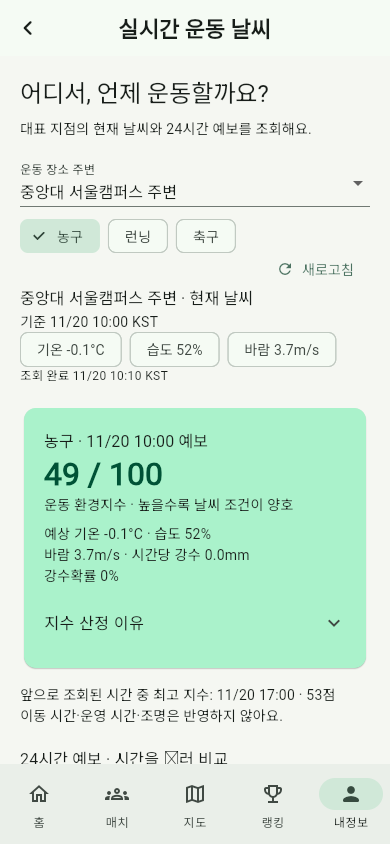 실시간 운동 날씨
어디서, 언제 운동할까요?
대표 지점의 현재 날씨와 24시간 예보를 조회해요.
운동 장소 주변
중앙대 서울캠퍼스 주변
농구 런닝 축구
새로고침
중앙대 서울캠퍼스 주변 · 현재 날씨
기준 11/20 10:00 KST
기온 -0.1°C 습도 52% 바람 3.7m/s
조회 완료 11/20 10:10 KST
농구 · 11/20 10:00 예보
49 / 100
운동 환경지수 · 높을수록 날씨 조건이 양호
예상 기온 -0.1°C · 습도 52%
바람 3.7m/s · 시간당 강수 0.0mm
강수확률 0%
지수 산정 이유
앞으로 조회된 시간 중 최고 지수: 11/20 17:00 · 53점
이동 시간·운영 시간·조명은 반영하지 않아요.
24시간 예보 · 시간을 러 비교
홈 매치 지도 랭킹 내정보